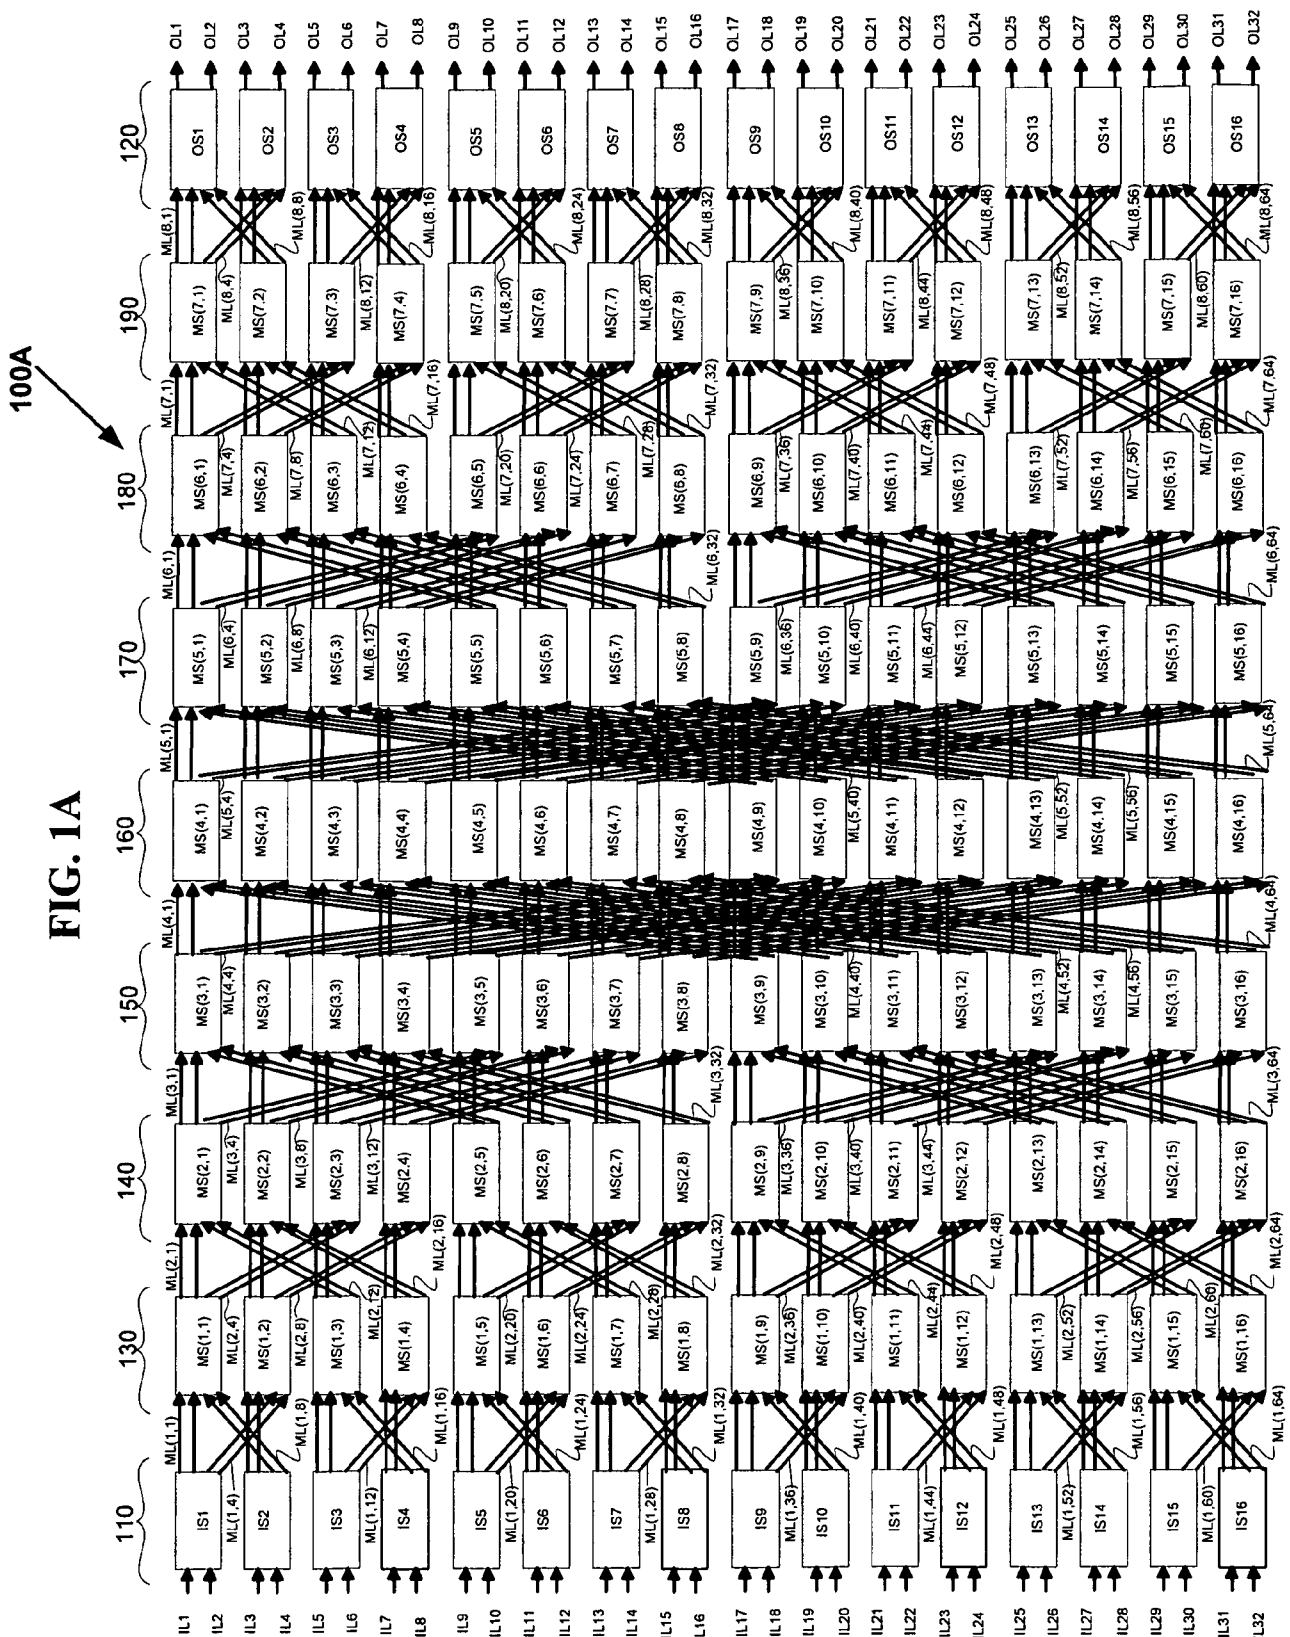 100A
FIG. 1A
110
130
140
150
160
170
180
190
120
IL1
IL2
IL3
IL4
IL5
IL6
IL7
IL8
IL9
IL10
IL11
IL12
IL13
IL14
IL15
IL16
IL17
IL18
IL19
IL20
IL21
IL22
IL23
IL24
IL25
IL26
IL27
IL28
IL29
IL30
IL31
IL32
IS1
IS2
IS3
IS4
IS5
IS6
IS7
IS8
IS9
IS10
IS11
IS12
IS13
IS14
IS15
IS16
ML(1,1)
ML(1,4)
ML(1,8)
ML(1,12)
ML(1,16)
ML(1,20)
ML(1,24)
ML(1,28)
ML(1,32)
ML(1,36)
ML(1,40)
ML(1,44)
ML(1,48)
ML(1,52)
ML(1,56)
ML(1,60)
ML(1,64)
MS(1,1)
MS(1,2)
MS(1,3)
MS(1,4)
MS(1,5)
MS(1,6)
MS(1,7)
MS(1,8)
MS(1,9)
MS(1,10)
MS(1,11)
MS(1,12)
MS(1,13)
MS(1,14)
MS(1,15)
MS(1,16)
ML(2,1)
ML(2,4)
ML(2,8)
ML(2,12)
ML(2,16)
ML(2,20)
ML(2,24)
ML(2,28)
ML(2,32)
ML(2,36)
ML(2,40)
ML(2,44)
ML(2,48)
ML(2,52)
ML(2,56)
ML(2,60)
ML(2,64)
MS(2,1)
MS(2,2)
MS(2,3)
MS(2,4)
MS(2,5)
MS(2,6)
MS(2,7)
MS(2,8)
MS(2,9)
MS(2,10)
MS(2,11)
MS(2,12)
MS(2,13)
MS(2,14)
MS(2,15)
MS(2,16)
ML(3,1)
ML(3,4)
ML(3,8)
ML(3,12)
ML(3,32)
ML(3,36)
ML(3,40)
ML(3,44)
ML(3,64)
MS(3,1)
MS(3,2)
MS(3,3)
MS(3,4)
MS(3,5)
MS(3,6)
MS(3,7)
MS(3,8)
MS(3,9)
MS(3,10)
MS(3,11)
MS(3,12)
MS(3,13)
MS(3,14)
MS(3,15)
MS(3,16)
ML(4,1)
ML(4,4)
ML(4,40)
ML(4,52)
ML(4,56)
ML(4,64)
MS(4,1)
MS(4,2)
MS(4,3)
MS(4,4)
MS(4,5)
MS(4,6)
MS(4,7)
MS(4,8)
MS(4,9)
MS(4,10)
MS(4,11)
MS(4,12)
MS(4,13)
MS(4,14)
MS(4,15)
MS(4,16)
ML(5,1)
ML(5,4)
ML(5,40)
ML(5,52)
ML(5,56)
ML(5,64)
MS(5,1)
MS(5,2)
MS(5,3)
MS(5,4)
MS(5,5)
MS(5,6)
MS(5,7)
MS(5,8)
MS(5,9)
MS(5,10)
MS(5,11)
MS(5,12)
MS(5,13)
MS(5,14)
MS(5,15)
MS(5,16)
ML(6,1)
ML(6,4)
ML(6,8)
ML(6,12)
ML(6,32)
ML(6,36)
ML(6,40)
ML(6,44)
ML(6,64)
MS(6,1)
MS(6,2)
MS(6,3)
MS(6,4)
MS(6,5)
MS(6,6)
MS(6,7)
MS(6,8)
MS(6,9)
MS(6,10)
MS(6,11)
MS(6,12)
MS(6,13)
MS(6,14)
MS(6,15)
MS(6,16)
ML(7,1)
ML(7,4)
ML(7,8)
ML(7,12)
ML(7,16)
ML(7,20)
ML(7,24)
ML(7,28)
ML(7,32)
ML(7,36)
ML(7,40)
ML(7,44)
ML(7,48)
ML(7,52)
ML(7,56)
ML(7,60)
ML(7,64)
MS(7,1)
MS(7,2)
MS(7,3)
MS(7,4)
MS(7,5)
MS(7,6)
MS(7,7)
MS(7,8)
MS(7,9)
MS(7,10)
MS(7,11)
MS(7,12)
MS(7,13)
MS(7,14)
MS(7,15)
MS(7,16)
ML(8,1)
ML(8,4)
ML(8,8)
ML(8,12)
ML(8,16)
ML(8,20)
ML(8,24)
ML(8,28)
ML(8,32)
ML(8,36)
ML(8,40)
ML(8,44)
ML(8,48)
ML(8,52)
ML(8,56)
ML(8,60)
ML(8,64)
OS1
OS2
OS3
OS4
OS5
OS6
OS7
OS8
OS9
OS10
OS11
OS12
OS13
OS14
OS15
OS16
OL1
OL2
OL3
OL4
OL5
OL6
OL7
OL8
OL9
OL10
OL11
OL12
OL13
OL14
OL15
OL16
OL17
OL18
OL19
OL20
OL21
OL22
OL23
OL24
OL25
OL26
OL27
OL28
OL29
OL30
OL31
OL32